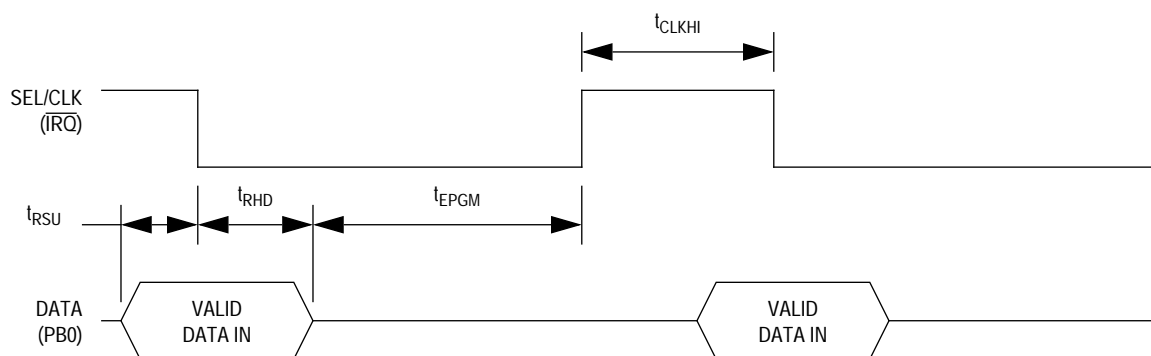 tCLKHI
SEL/CLK
(IRQ)
tRSU
tRHD
tEPGM
DATA
(PB0)
VALID
DATA IN
VALID
DATA IN